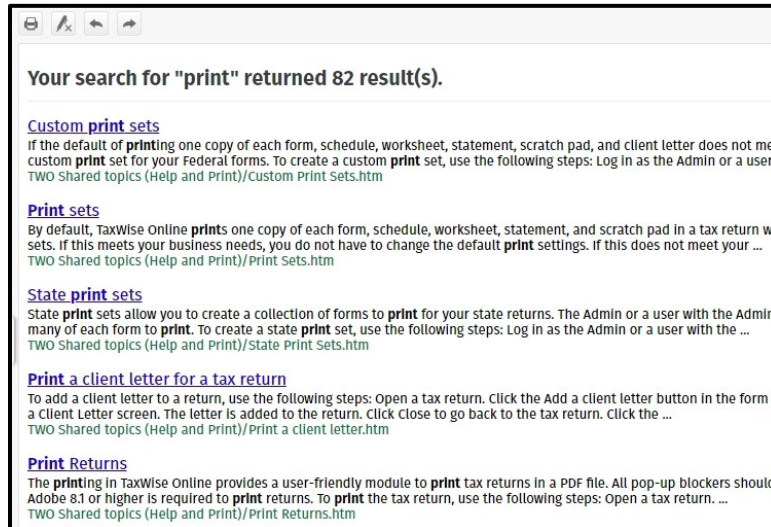 Your search for "print" returned 82 result(s).
Custom print sets
If the default of printing one copy of each form, schedule, worksheet, statement, scratch pad, and client letter does not me
custom print set for your Federal forms. To create a custom print set, use the following steps: Log in as the Admin or a user
TWO Shared topics (Help and Print)/Custom Print Sets.htm
Print sets
By default, TaxWise Online prints one copy of each form, schedule, worksheet, statement, and scratch pad in a tax return w
sets. If this meets your business needs, you do not have to change the default print settings. If this does not meet your ...
TWO Shared topics (Help and Print)/Print Sets.htm
State print sets
State print sets allow you to create a collection of forms to print for your state returns. The Admin or a user with the Admin
many of each form to print. To create a state print set, use the following steps: Log in as the Admin or a user with the ...
TWO Shared topics (Help and Print)/State Print Sets.htm
Print a client letter for a tax return
To add a client letter to a return, use the following steps: Open a tax return. Click the Add a client letter button in the form
a Client Letter screen. The letter is added to the return. Click Close to go back to the tax return. Click the ...
TWO Shared topics (Help and Print)/Print a client letter.htm
Print Returns
The printing in TaxWise Online provides a user-friendly module to print tax returns in a PDF file. All pop-up blockers should
Adobe 8.1 or higher is required to print returns. To print the tax return, use the following steps: Open a tax return. ...
TWO Shared topics (Help and Print)/Print Returns.htm